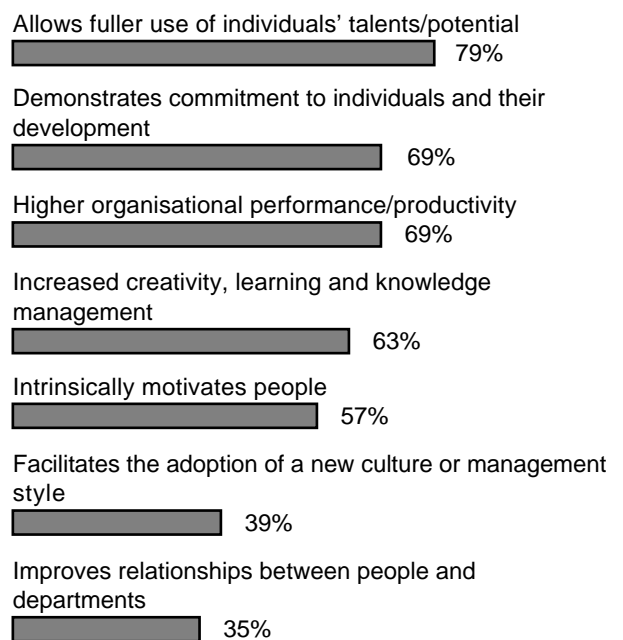 Allows fuller use of individuals’ talents/potential
79%
Demonstrates commitment to individuals and their
development
69%
Higher organisational performance/productivity
69%
Increased creativity, learning and knowledge
management
63%
Intrinsically motivates people
57%
Facilitates the adoption of a new culture or management
style
39%
Improves relationships between people and
departments
35%